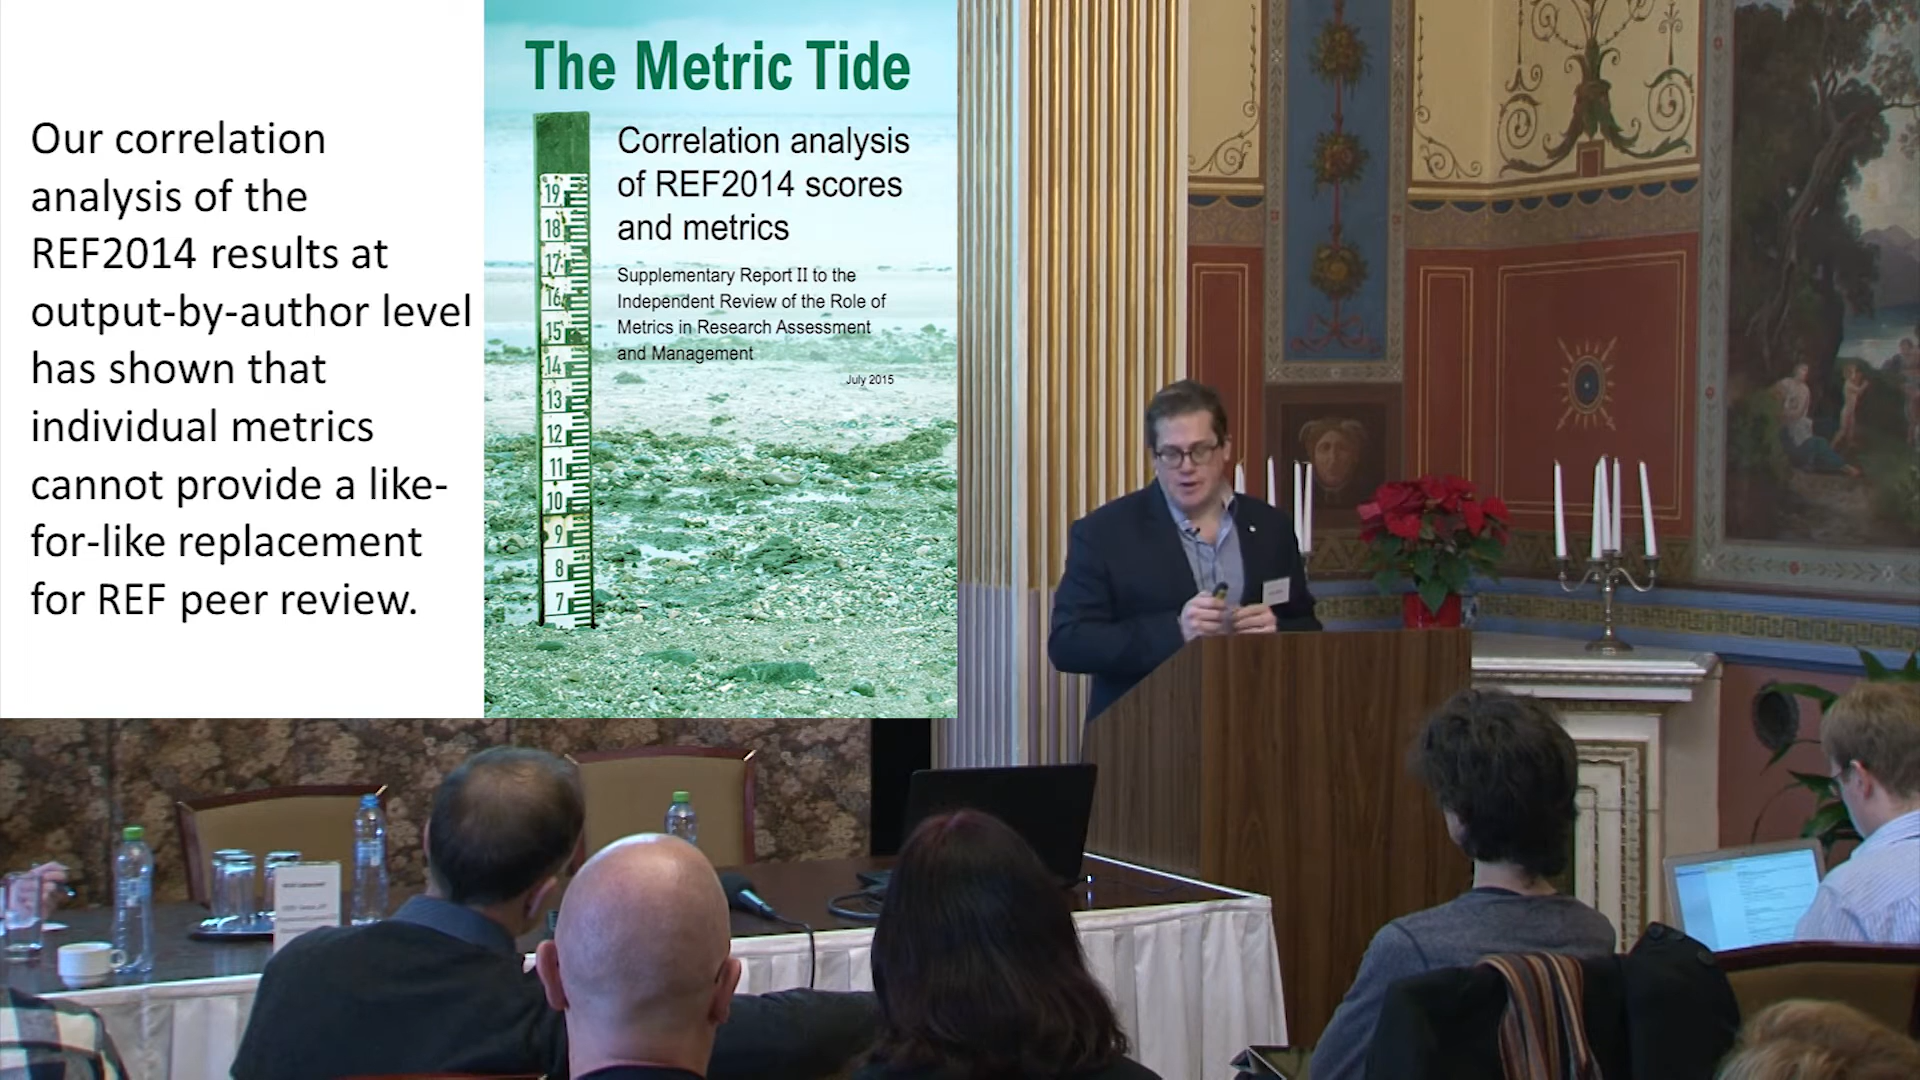 Our correlation
analysis of the
REF2014 results at
output-by-author level
has shown that
individual metrics
cannot provide a like-
for-like replacement
for REF peer review.
The Metric Tide
Correlation analysis
of REF2014 scores
and metrics
Supplementary Report II to the
Independent Review of the Role of
Metrics in Research Assessment
and Management
July 2015
19
18
17
16
15
14
13
12
11
10
9
8
7